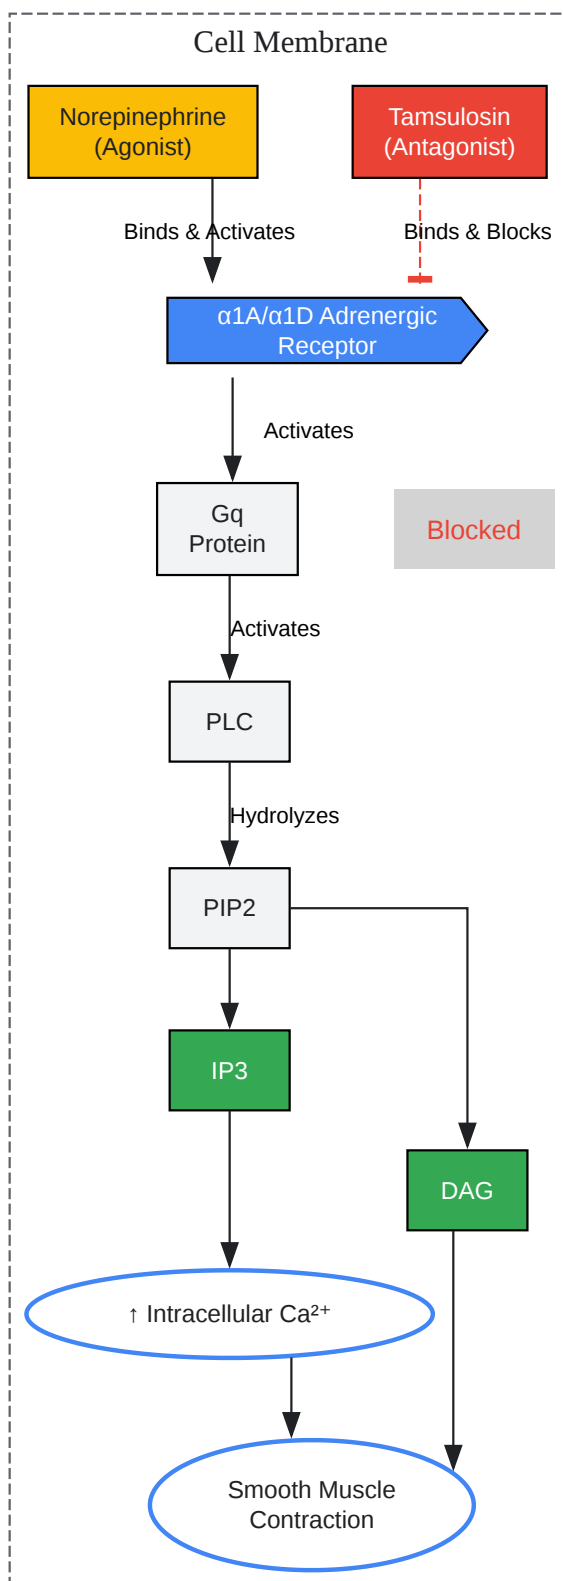 Cell Membrane
Norepinephrine
(Agonist)
Tamsulosin
(Antagonist)
Binds & Activates
Binds & Blocks
α1A/α1D Adrenergic
Receptor
Activates
Gq
Protein
Blocked
Activates
PLC
Hydrolyzes
PIP2
IP3
DAG
↑ Intracellular Ca²⁺
Smooth Muscle
Contraction